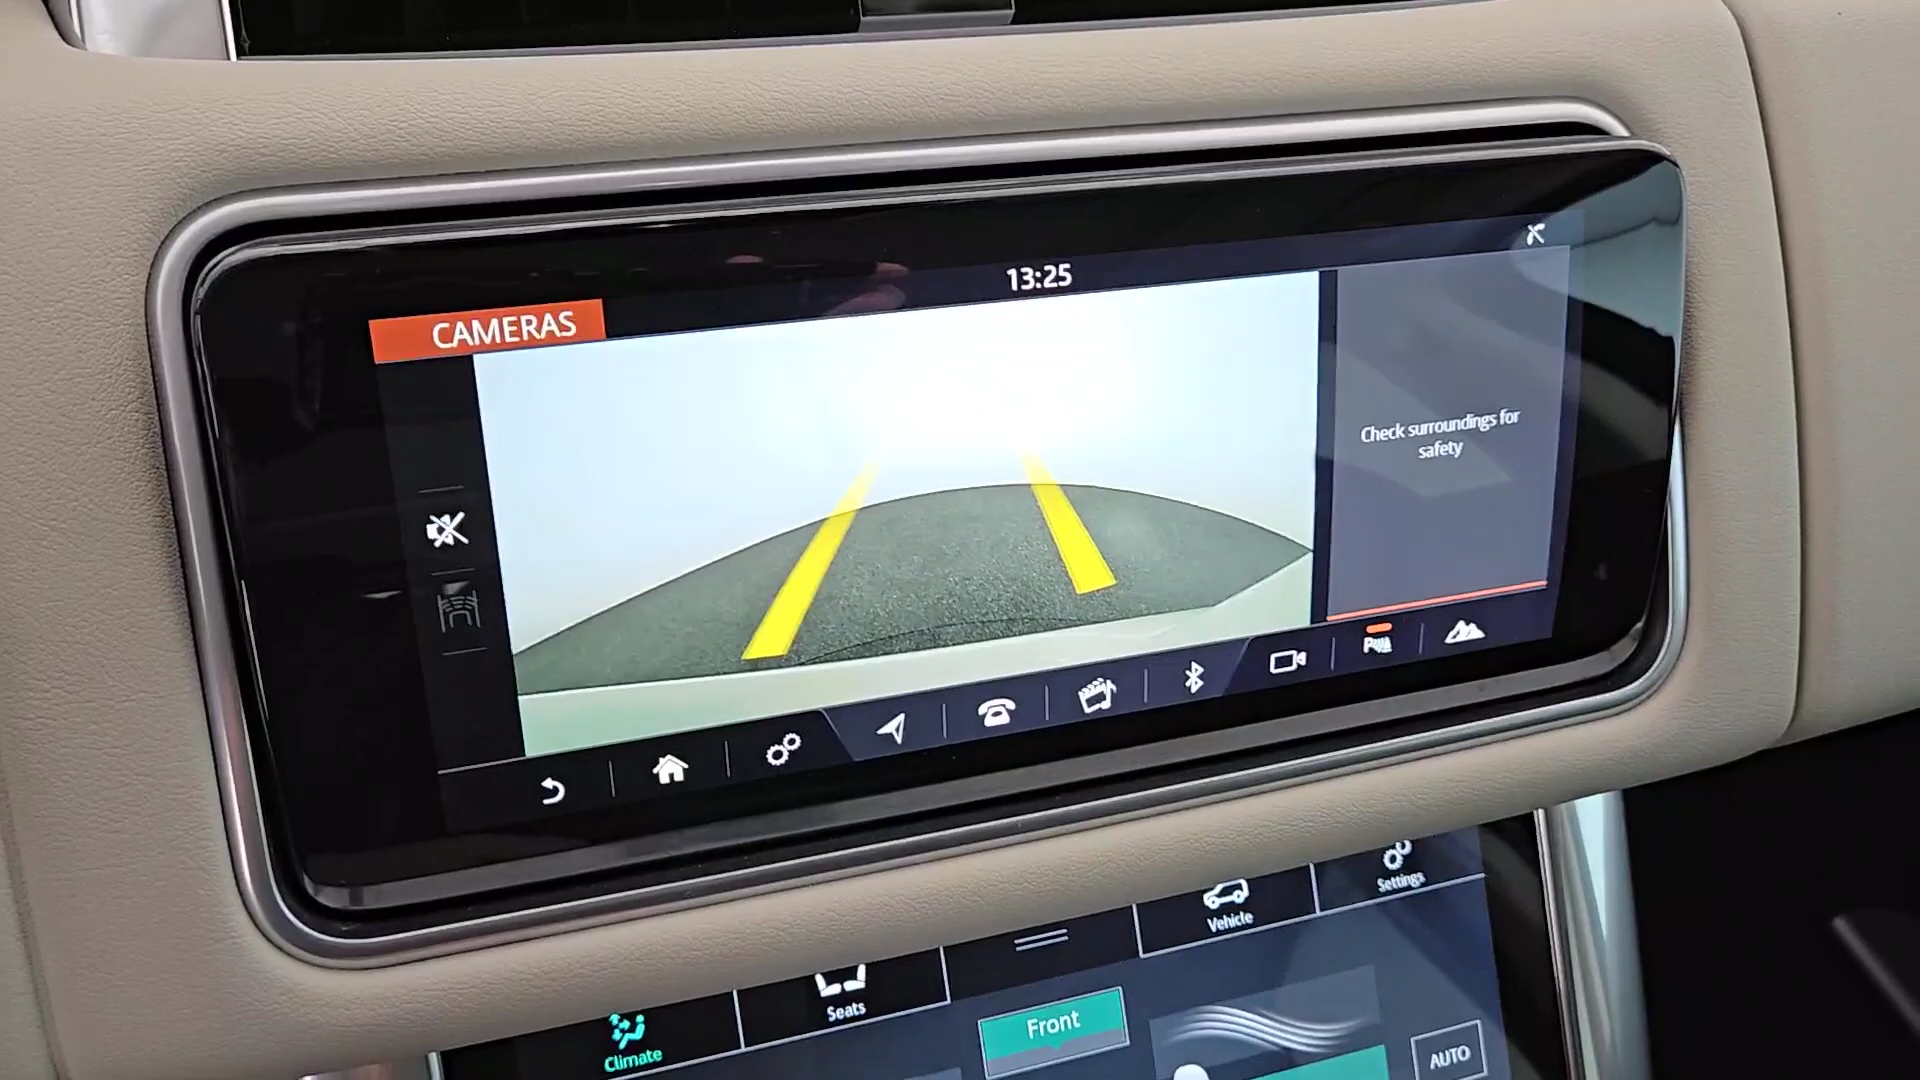 13:25
CAMERAS
Check surroundings for
safety
Settings
Vehicle
Seats
Front
Climate
AUTO